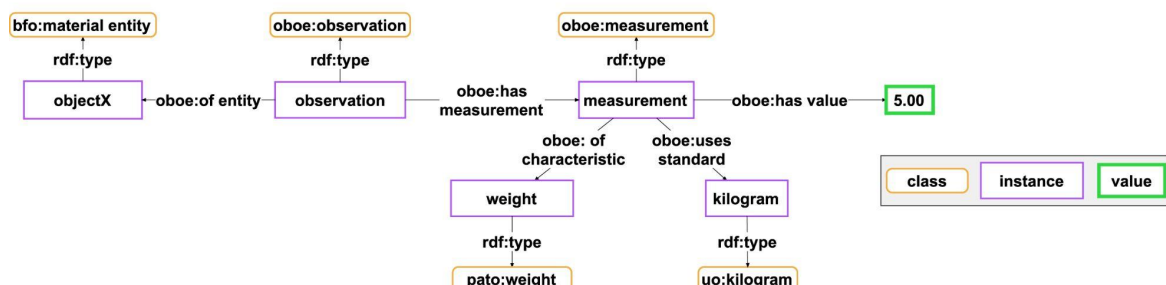 bfo:material entity
oboe:observation
oboe:measurement
rdf:type
rdf:type
rdf:type
objectX
oboe:of entity
observation
oboe:has
measurement
measurement
oboe:has value
5.00
oboe: of
characteristic
oboe:uses
standard
class
instance
value
weight
kilogram
rdf:type
rdf:type
pato:weight
uo:kilogram